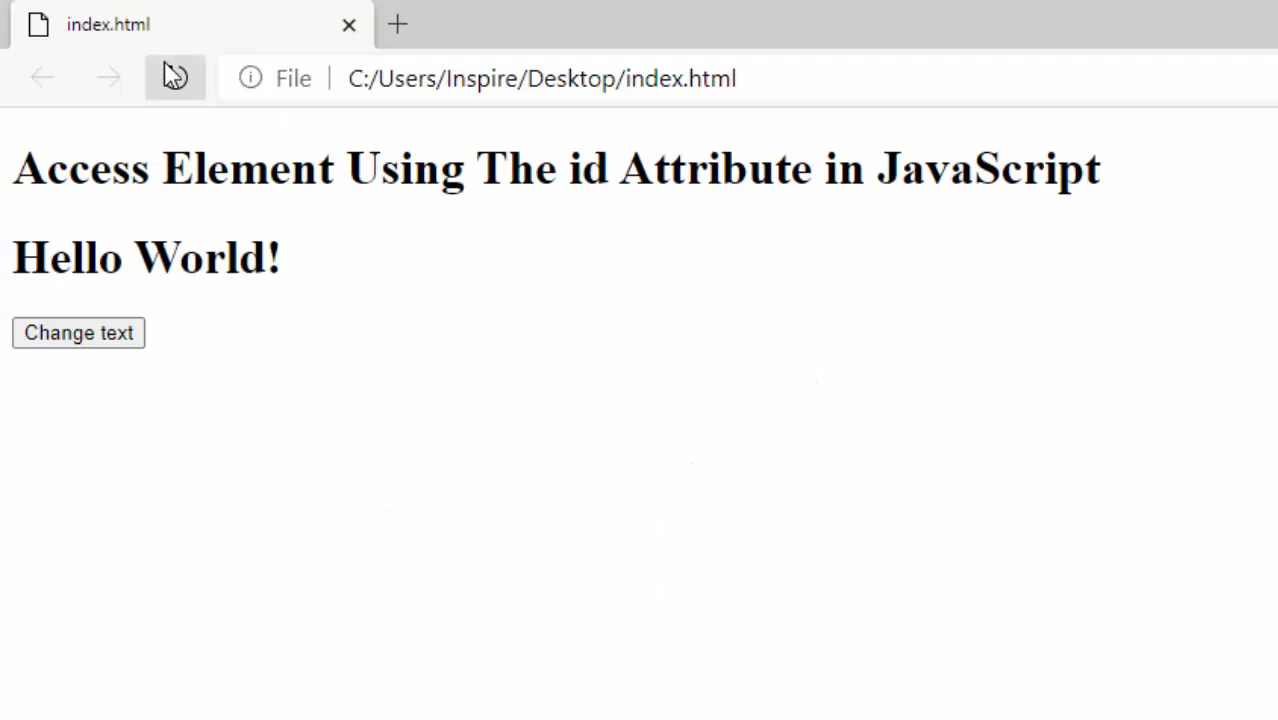 index.html
File
C:/Users/Inspire/Desktop/index.html
Access Element Using The id Attribute in JavaScript
Hello World!
Change text